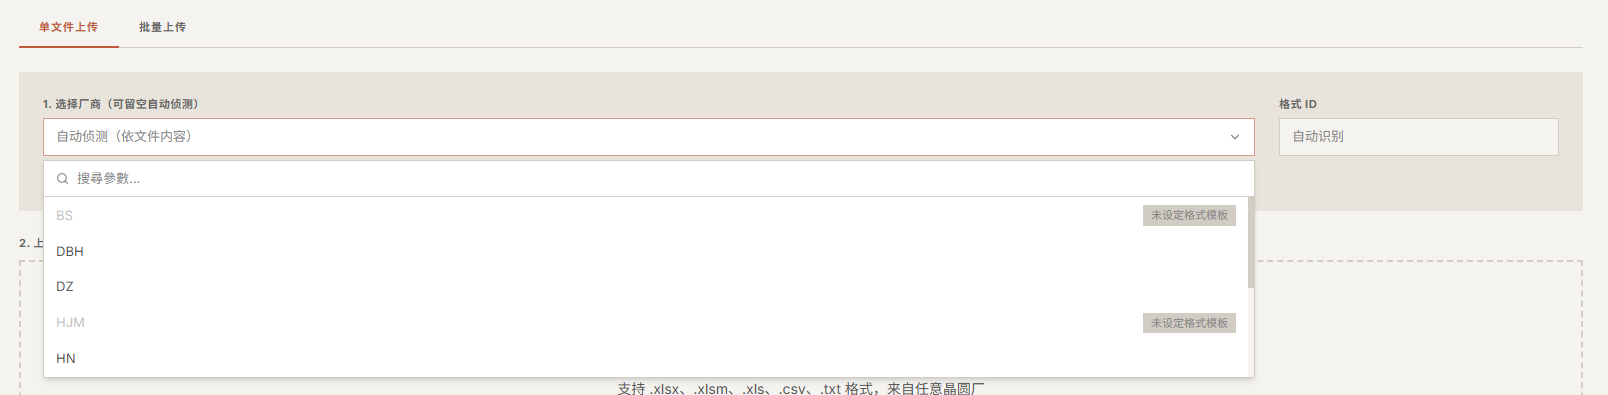 单文件上传 批量上传
1. 选择厂商（可留空自动侦测） 格式 ID
自动侦测（依文件内容） 自动识别
搜尋參數...
BS 未设定格式模板
DBH
2. 上
DZ
HJM 未设定格式模板
HN
支持 .xlsx、.xlsm、.xls、.csv、.txt 格式，来自任意晶圆厂